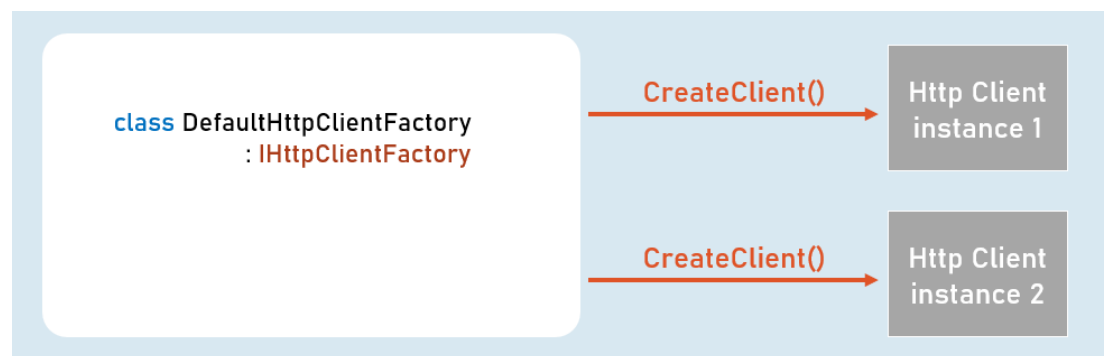 class DefaultHttpClientFactory
: IHttpClientFactory
CreateClient()
Http Client
instance 1
CreateClient()
Http Client
instance 2